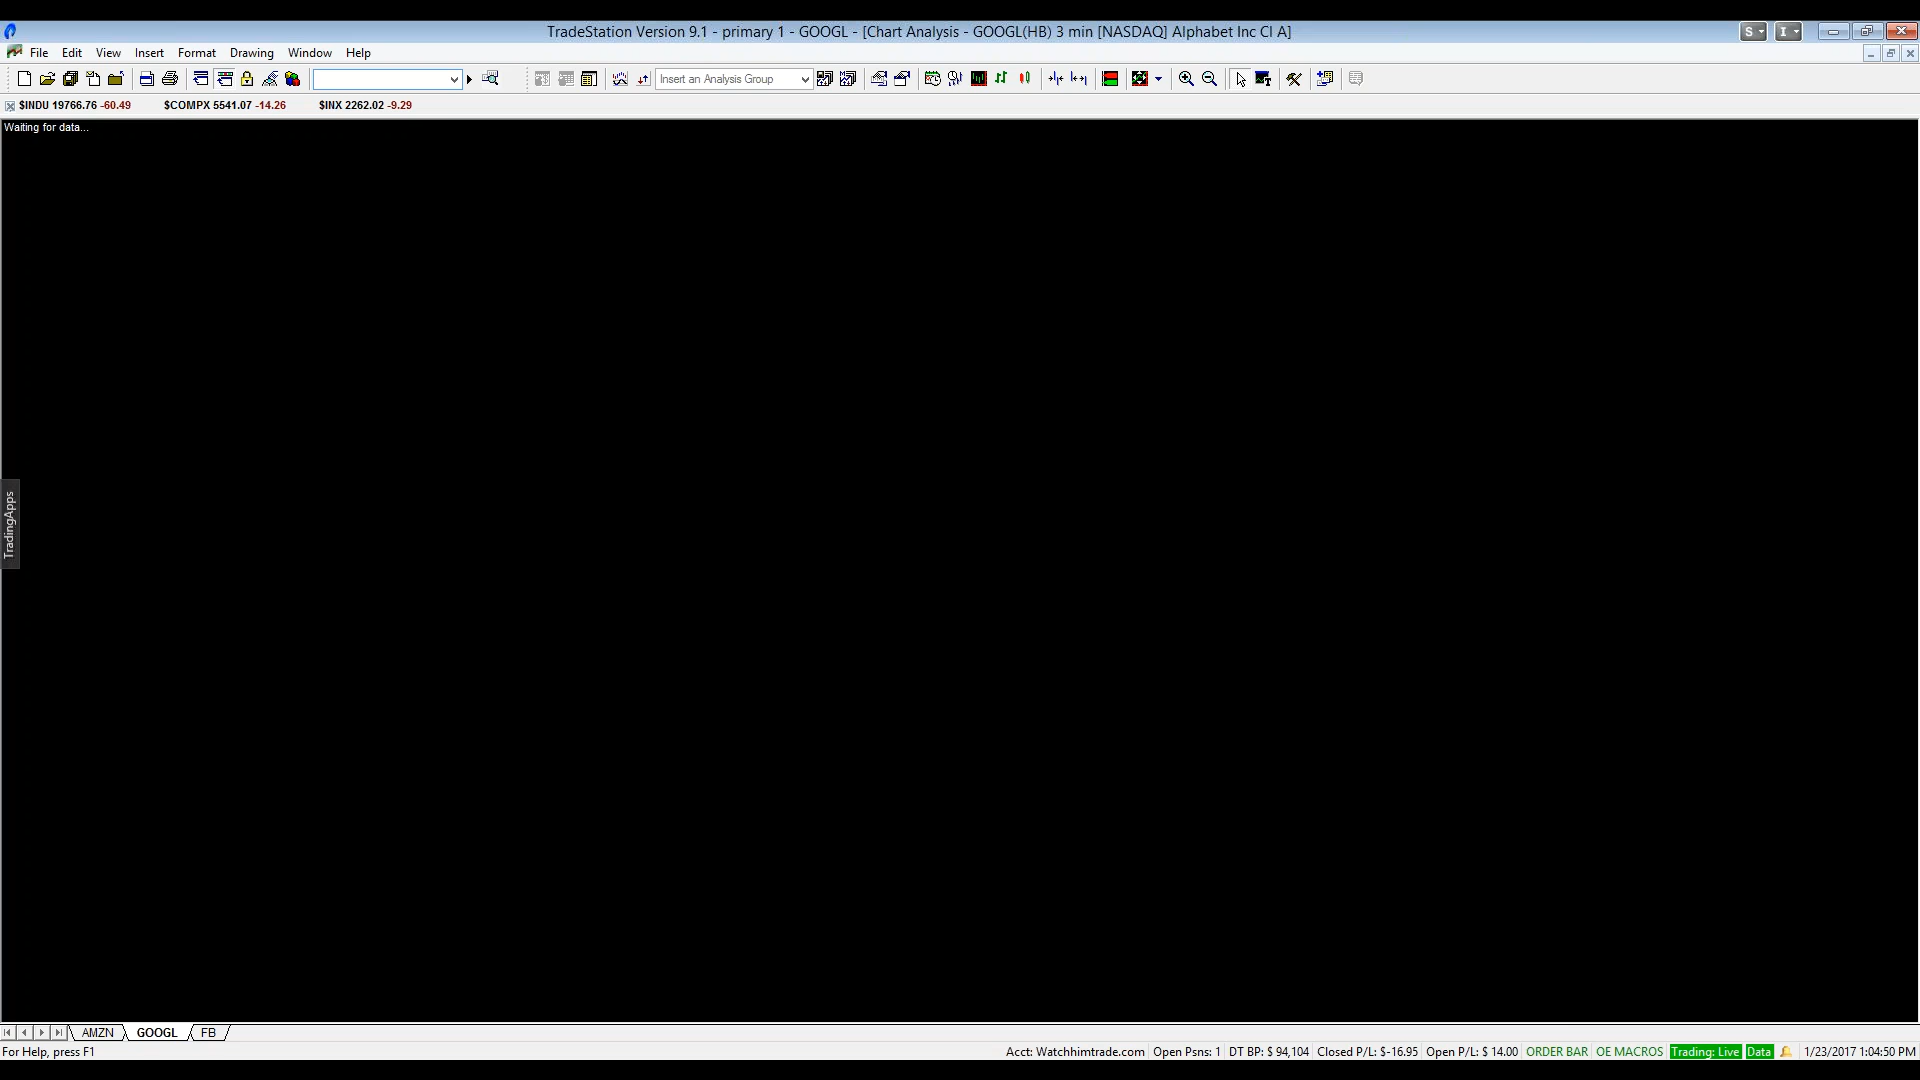 TradeStation Version 9.1 - primary 1 - GOOGL - [Chart Analysis - GOOGL(HB) 3 min [NASDAQ] Alphabet Inc Cl A]
S I
File Edit View Insert Format Drawing Window Help
Insert an Analysis Group
$INDU 19766.76 -60.49 $COMPX 5541.07 -14.26 $INX 2262.02 -9.29
Waiting for data...
TradingApps
AMZN GOOGL FB
For Help, press F1 Acct: Watchhimtrade.com Open Psns: 1 DT BP: $ 94,104 Closed P/L: $-16.95 Open P/L: $ 14.00 ORDER BAR OE MACROS Trading: Live Data 1/23/2017 1:04:50 PM